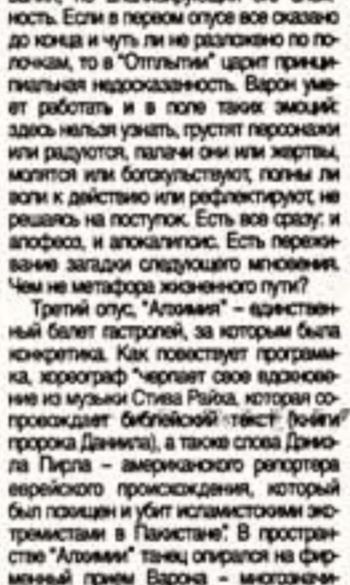 ность. Если в первом опусе все сказано
до конца и чуть ли не разложено по по-
лочкам, то в "Отплытии" царит принци-
пиальная недосказанность. Варон уме-
ет работать и в поле таких эмоций:
здесь нельзя узнать, грустят персонажи
или радуются, палачи они или жертвы,
молятся или богохульствуют, полны ли
воли к действию или рефлектируют, не
решаясь на поступок. Есть все сразу: и
апофеоз, и апокалипсис. Есть пережи-
вание загадки следующего мгновения.
Чем не метафора жизненного пути?
Третий опус, "Алхимия" – единствен-
ный балет гастролей, за которым была
конкретика. Как повествует программ-
ка, хореограф "черпает свое вдохнове-
ние из музыки Стива Райха, которая со-
провождает библейский текст (книги
пророка Даниила), а также слова Дэниэ-
ла Пирла – американского репортера
еврейского происхождения, который
был похищен и убит исламистскими экс-
тремистами в Пакистане". В простран-
стве "Алхимии" танец опирался на фир-
менный прием Варона – многозначи-